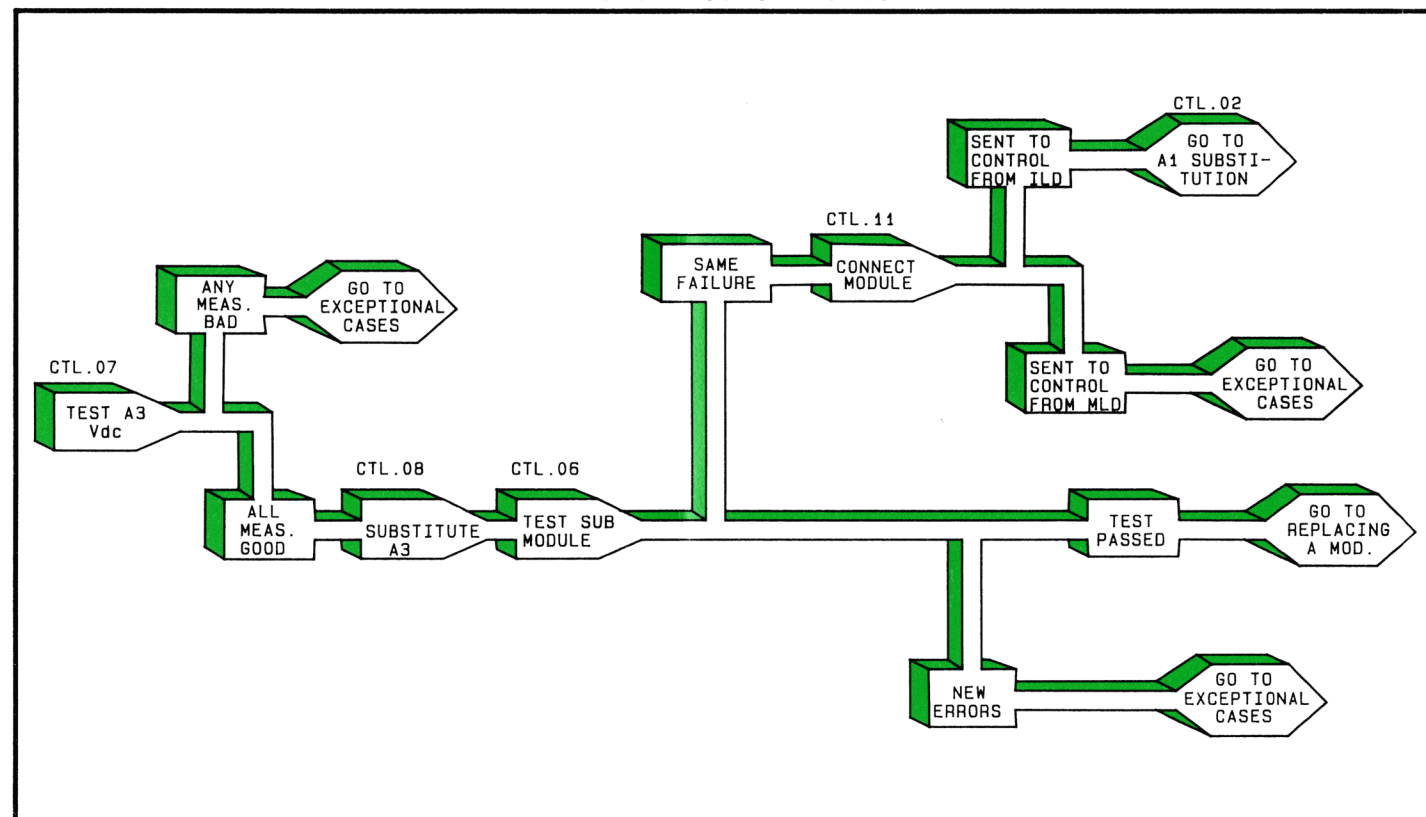 CTL.02
SENT TO
CONTROL
FROM ILD
GO TO
A1 SUBSTI-
TUTION
CTL.11
SAME
FAILURE
CONNECT
MODULE
ANY
MEAS.
BAD
GO TO
EXCEPTIONAL
CASES
SENT TO
CONTROL
FROM MLD
GO TO
EXCEPTIONAL
CASES
CTL.07
TEST A3
Vdc
CTL.08
CTL.06
ALL
MEAS.
GOOD
SUBSTITUTE
A3
TEST SUB
MODULE
TEST
PASSED
GO TO
REPLACING
A MOD.
NEW
ERRORS
GO TO
EXCEPTIONAL
CASES